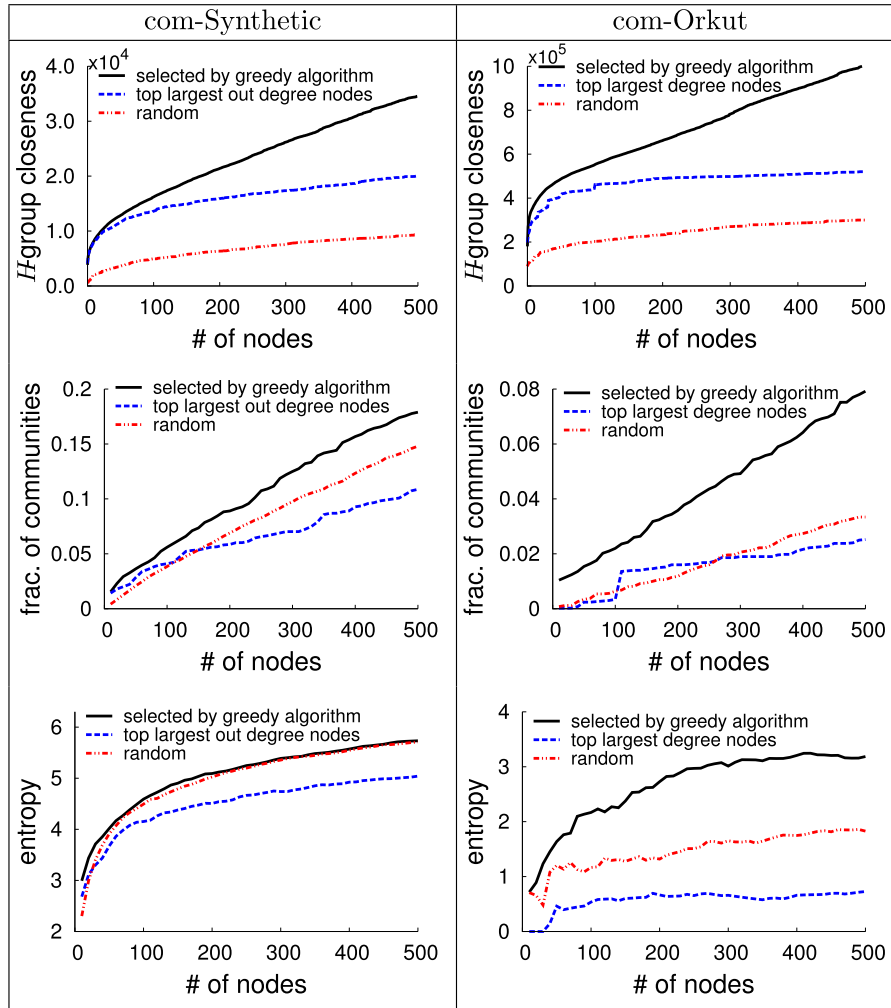 com-Synthetic
com-Orkut
×10⁴
4.0
3.0
2.0
1.0
0.0
H-group closeness
selected by greedy algorithm
top largest out degree nodes
random
0 100 200 300 400 500
# of nodes
×10⁵
10
8
6
4
2
0
H-group closeness
selected by greedy algorithm
top largest degree nodes
random
0 100 200 300 400 500
# of nodes
0.2
0.15
0.1
0.05
0
frac. of communities
selected by greedy algorithm
top largest out degree nodes
random
0 100 200 300 400 500
# of nodes
0.08
0.06
0.04
0.02
0
frac. of communities
selected by greedy algorithm
top largest degree nodes
random
0 100 200 300 400 500
# of nodes
6
5
4
3
2
entropy
selected by greedy algorithm
top largest out degree nodes
random
0 100 200 300 400 500
# of nodes
4
3
2
1
0
entropy
selected by greedy algorithm
top largest degree nodes
random
0 100 200 300 400 500
# of nodes